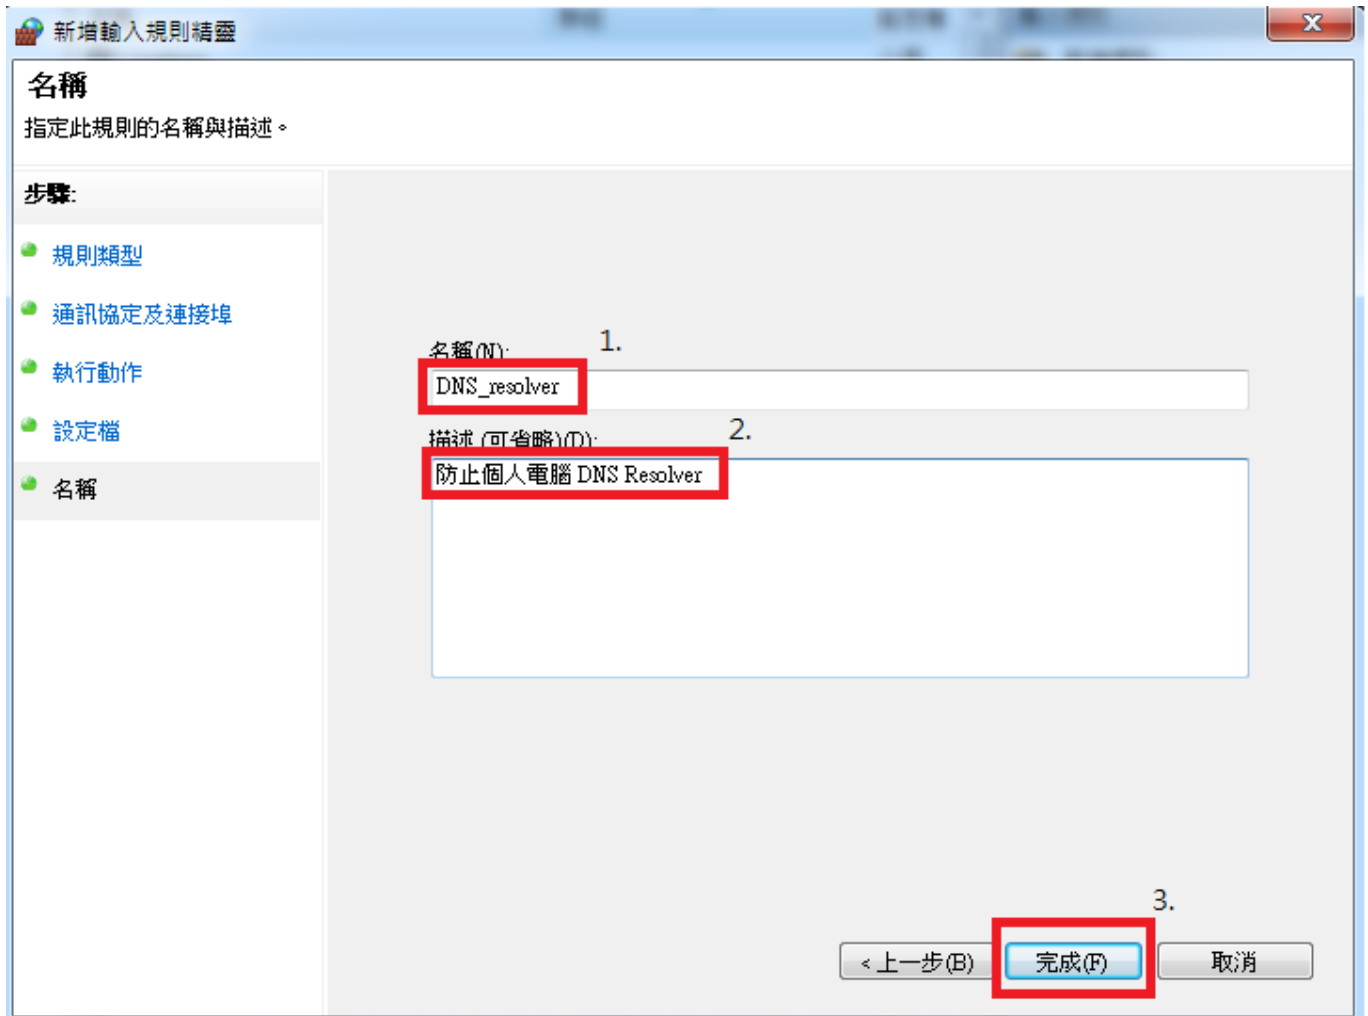 新增輸入規則精靈
名稱
指定此規則的名稱與描述。
步驟:
規則類型
通訊協定及連接埠
執行動作
設定檔
名稱
名稱(N):
1.
DNS_resolver
描述 (可省略)(D):
2.
防止個人電腦 DNS Resolver
3.
<上一步(B)
完成(F)
取消